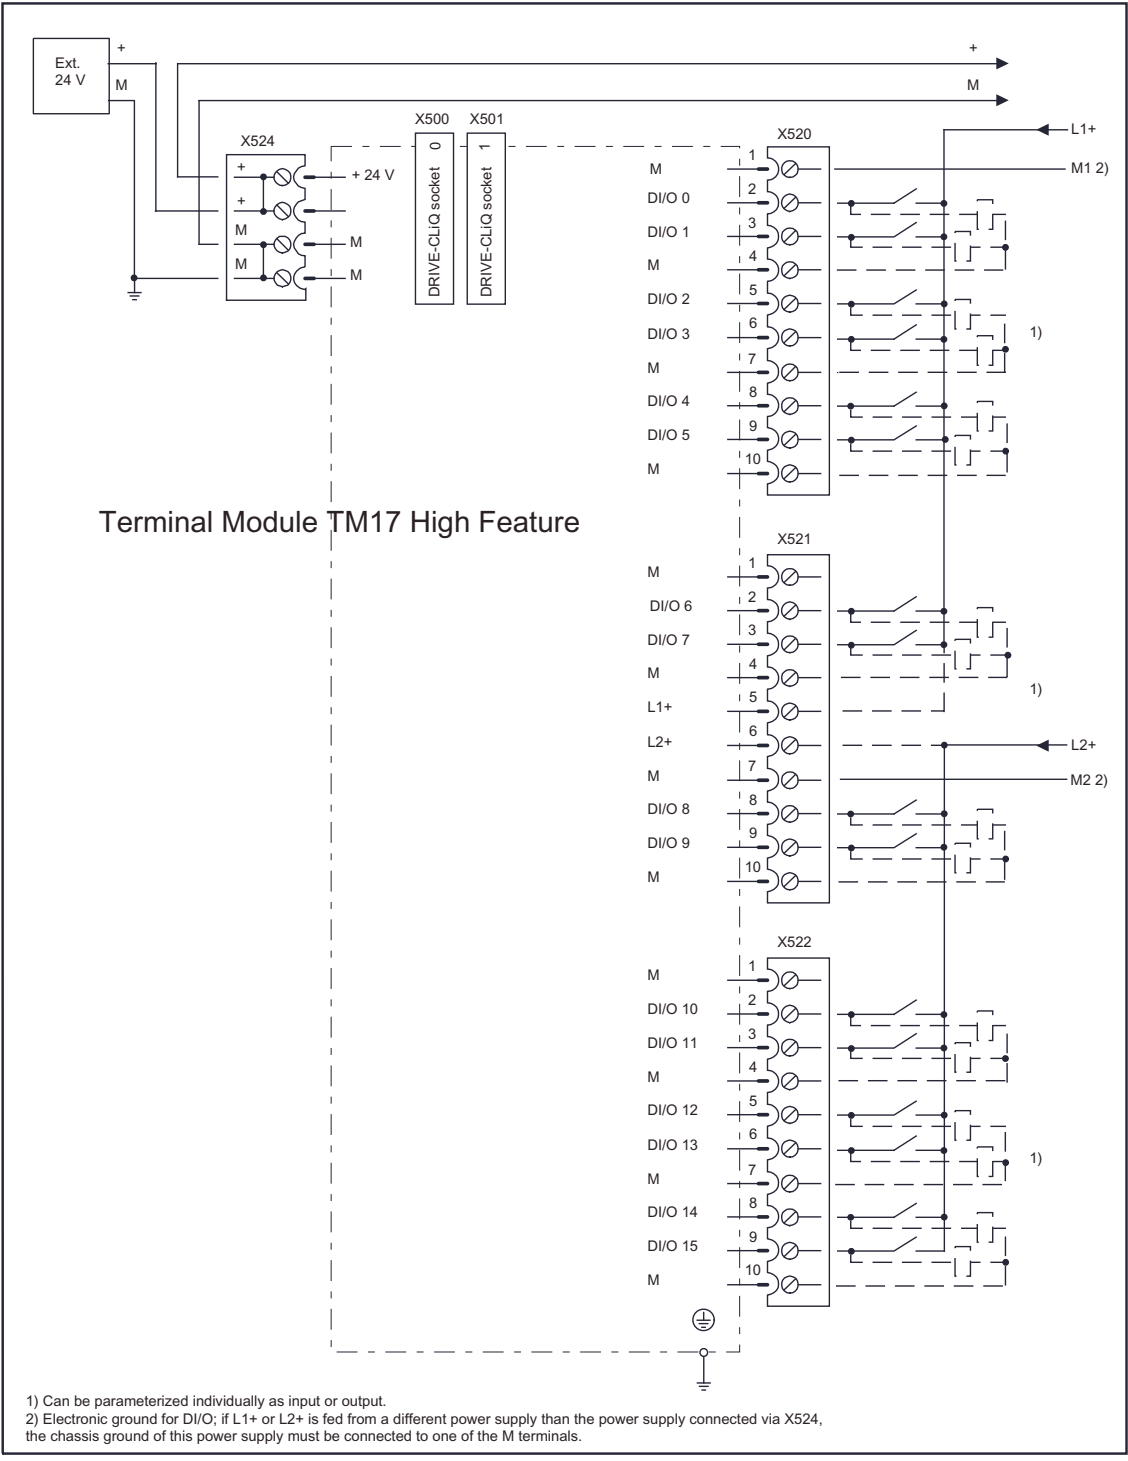 +
+
Ext.
24 V
M
M
X500
X501
X520
L1+
X524
DRIVE-CLiQ socket 0
DRIVE-CLiQ socket 1
+
+ 24 V
+
M
M
M
M
M
1
M1 2)
DI/O 0
2
DI/O 1
3
M
4
DI/O 2
5
DI/O 3
6
1)
M
7
DI/O 4
8
DI/O 5
9
M
10
Terminal Module TM17 High Feature
X521
M
1
DI/O 6
2
DI/O 7
3
M
4
1)
L1+
5
L2+
6
L2+
M
7
M2 2)
DI/O 8
8
DI/O 9
9
M
10
X522
M
1
DI/O 10
2
DI/O 11
3
M
4
DI/O 12
5
DI/O 13
6
1)
M
7
DI/O 14
8
DI/O 15
9
M
10
1) Can be parameterized individually as input or output.
2) Electronic ground for DI/O; if L1+ or L2+ is fed from a different power supply than the power supply connected via X524,
the chassis ground of this power supply must be connected to one of the M terminals.